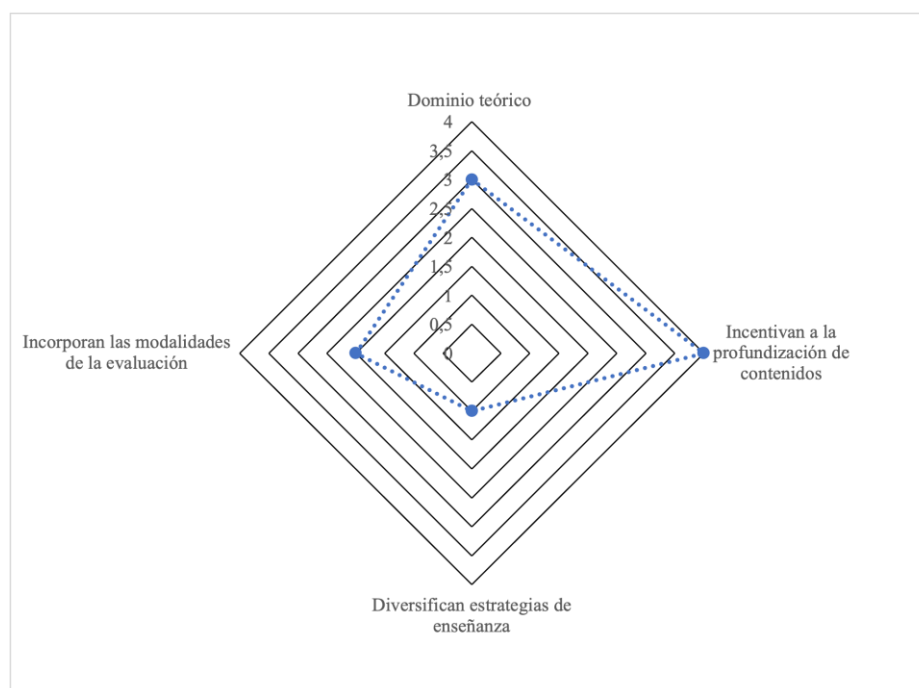 Dominio teórico
4
3,5
3
2,5
2
1,5
1
0,5
0
Incorporan las modalidades
de la evaluación
Incentivan a la
profundización de
contenidos
Diversifican estrategias de
enseñanza